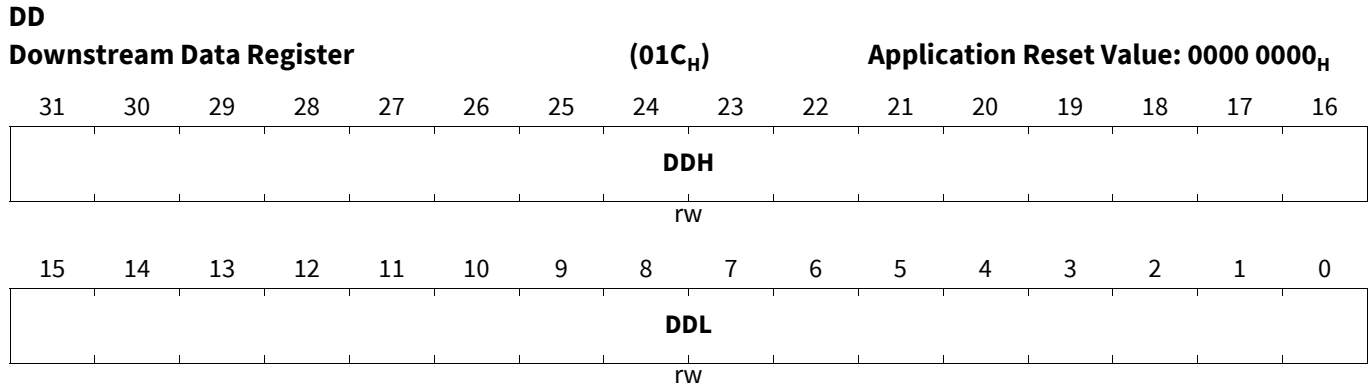 DD
Downstream Data Register (01C_H) Application Reset Value: 0000 0000_H
31 30 29 28 27 26 25 24 23 22 21 20 19 18 17 16
DDH
rw
15 14 13 12 11 10 9 8 7 6 5 4 3 2 1 0
DDL
rw